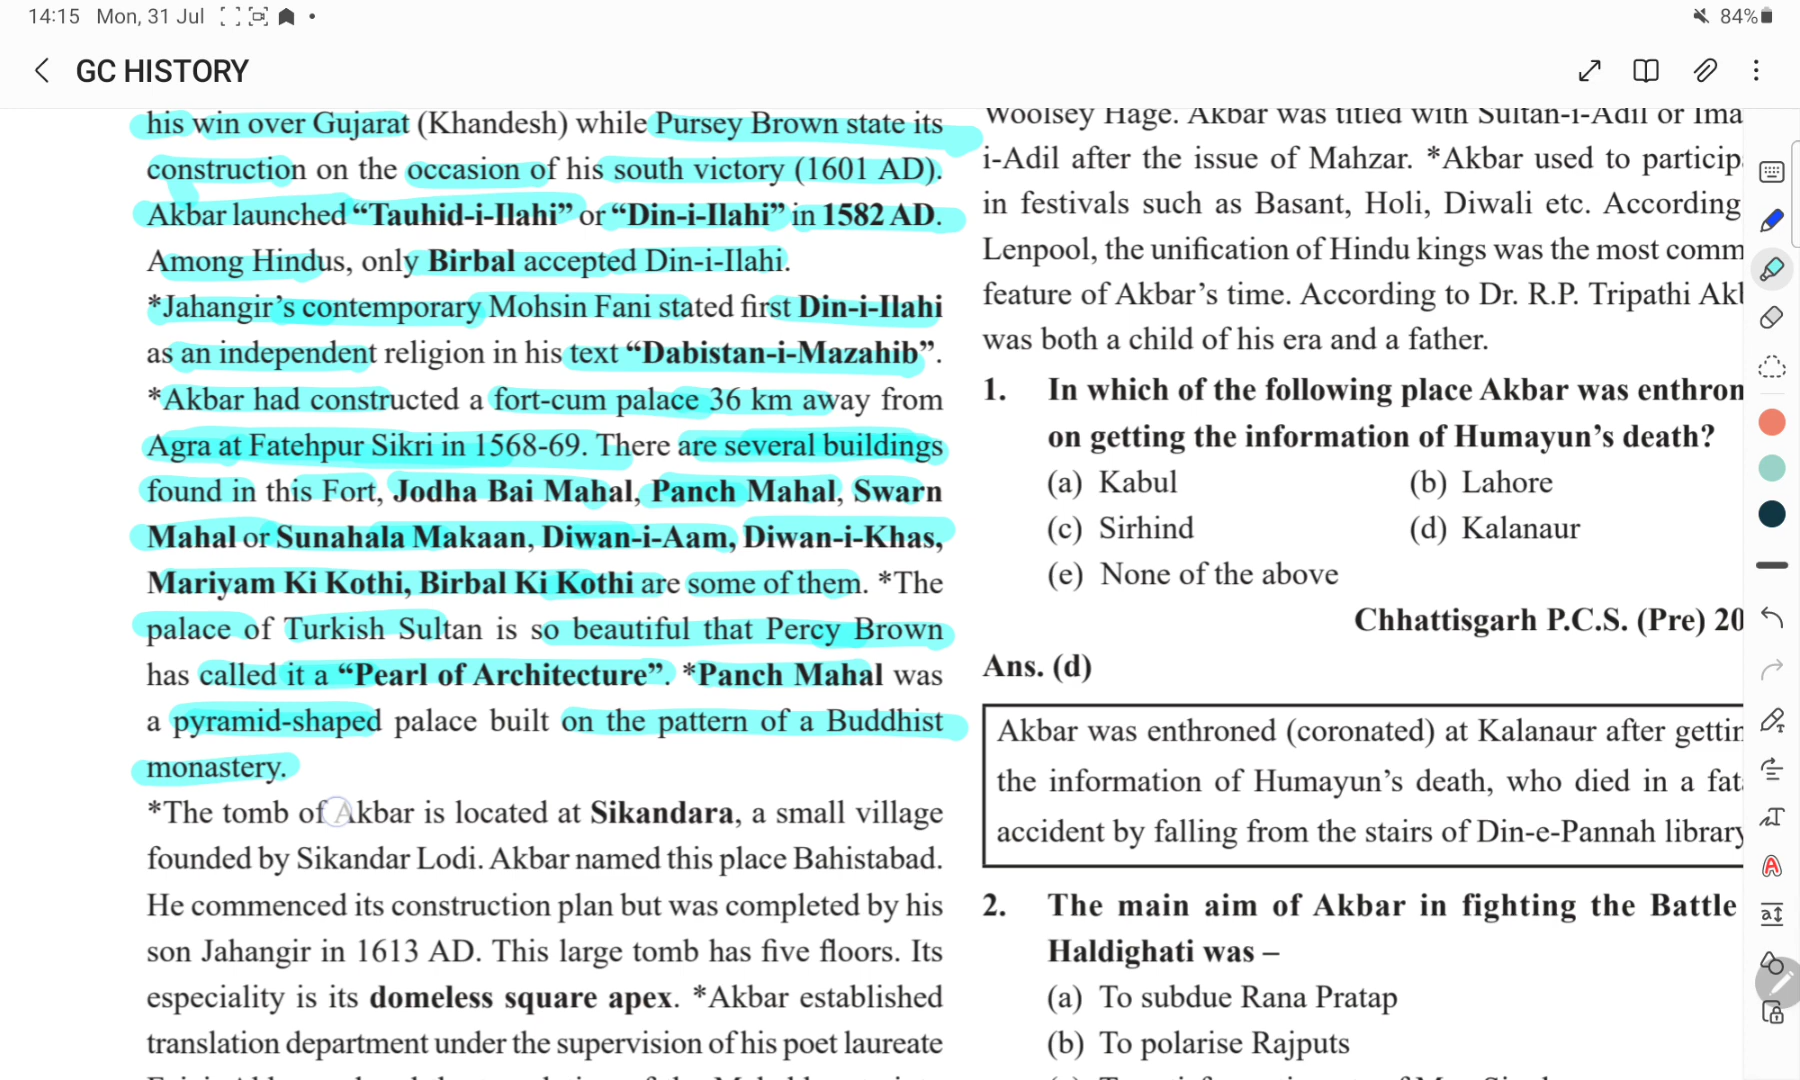 14:15 Mon, 31 Jul
84%
GC HISTORY
his win over Gujarat (Khandesh) while Pursey Brown state its
construction on the occasion of his south victory (1601 AD).
Akbar launched “Tauhid-i-Ilahi” or “Din-i-Ilahi” in 1582 AD.
Among Hindus, only Birbal accepted Din-i-Ilahi.
*Jahangir’s contemporary Mohsin Fani stated first Din-i-Ilahi
as an independent religion in his text “Dabistan-i-Mazahib”.
*Akbar had constructed a fort-cum palace 36 km away from
Agra at Fatehpur Sikri in 1568-69. There are several buildings
found in this Fort, Jodha Bai Mahal, Panch Mahal, Swarn
Mahal or Sunahala Makaan, Diwan-i-Aam, Diwan-i-Khas,
Mariyam Ki Kothi, Birbal Ki Kothi are some of them. *The
palace of Turkish Sultan is so beautiful that Percy Brown
has called it a “Pearl of Architecture”. *Panch Mahal was
a pyramid-shaped palace built on the pattern of a Buddhist
monastery.
*The tomb of Akbar is located at Sikandara, a small village
founded by Sikandar Lodi. Akbar named this place Bahistabad.
He commenced its construction plan but was completed by his
son Jahangir in 1613 AD. This large tomb has five floors. Its
especiality is its domeless square apex. *Akbar established
translation department under the supervision of his poet laureate
Woolsey Hage. Akbar was titled with Sultan-i-Adil or Ima
i-Adil after the issue of Mahzar. *Akbar used to particip
in festivals such as Basant, Holi, Diwali etc. According
Lenpool, the unification of Hindu kings was the most comm
feature of Akbar’s time. According to Dr. R.P. Tripathi Ak
was both a child of his era and a father.
1. In which of the following place Akbar was enthron
on getting the information of Humayun’s death?
(a) Kabul (b) Lahore
(c) Sirhind (d) Kalanaur
(e) None of the above
Chhattisgarh P.C.S. (Pre) 20
Ans. (d)
Akbar was enthroned (coronated) at Kalanaur after gettin
the information of Humayun’s death, who died in a fat
accident by falling from the stairs of Din-e-Pannah library
2. The main aim of Akbar in fighting the Battle
Haldighati was –
(a) To subdue Rana Pratap
(b) To polarise Rajputs